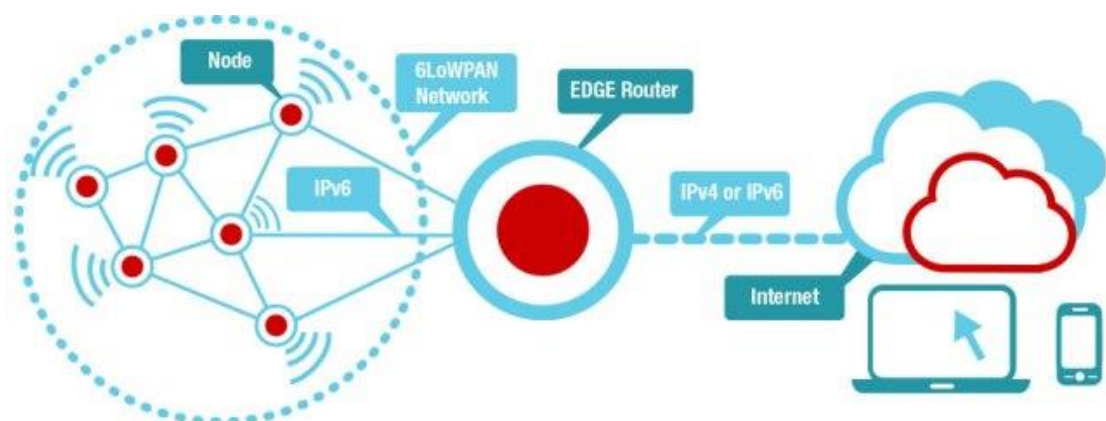 Node
6LoWPAN
Network
EDGE Router
IPv6
IPv4 or IPv6
Internet